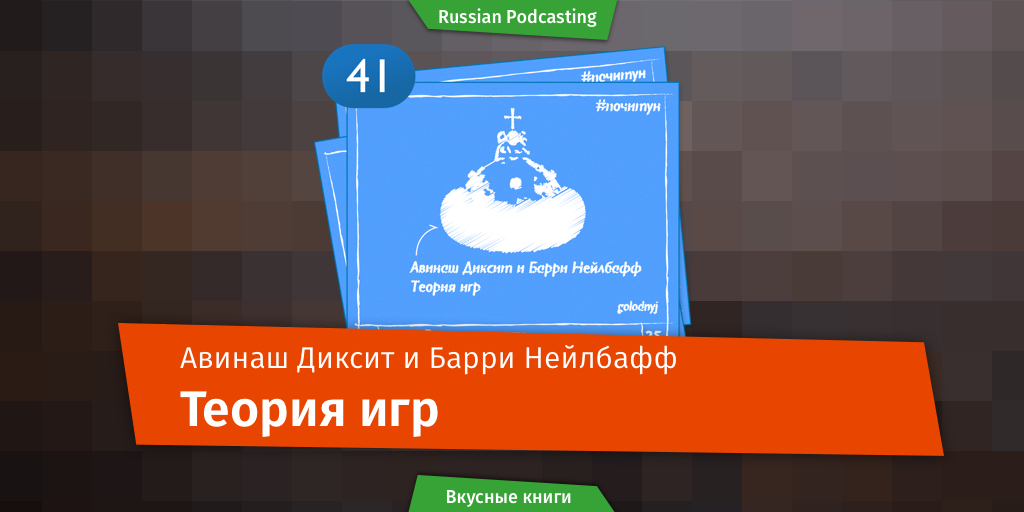 Russian Podcasting
41
#почитун
#почитун
Авинаш Диксит и Барри Нейлбафф
Теория игр
golodnyj
25
Авинаш Диксит и Барри Нейлбафф
Теория игр
Вкусные книги